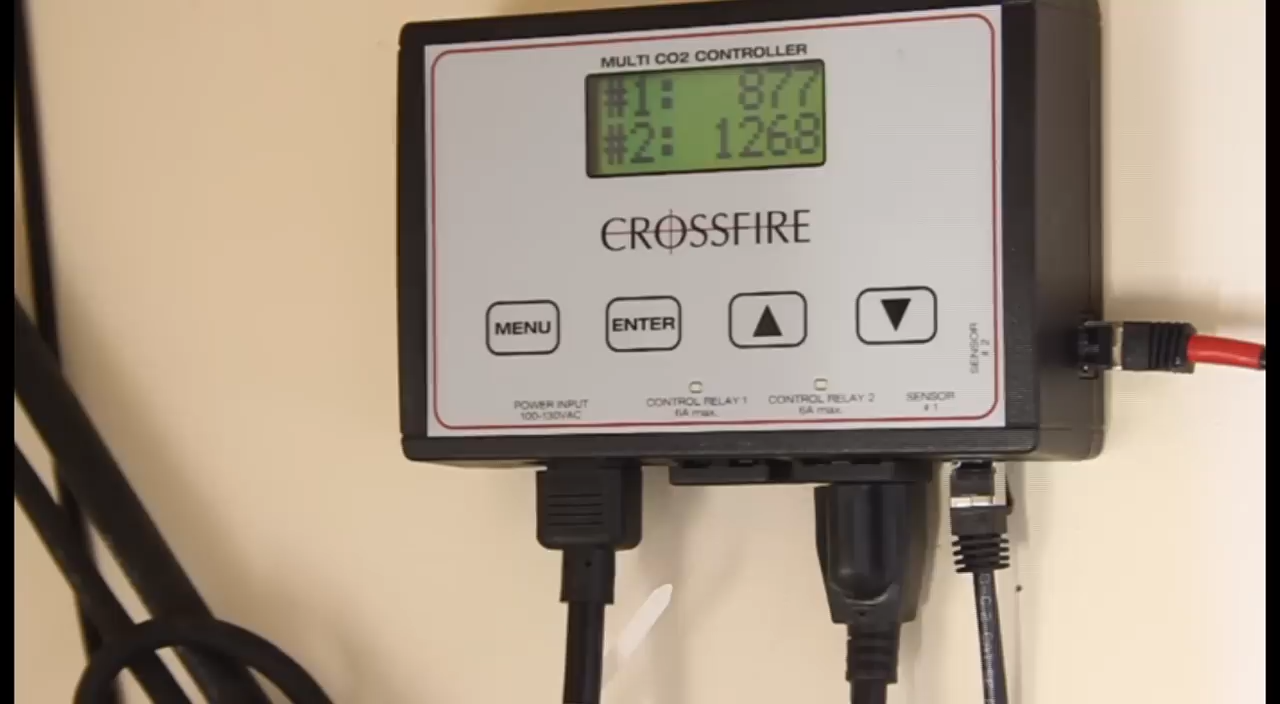 MULTI CO2 CONTROLLER
#1: 877
#2: 1268
CROSSFIRE
MENU
ENTER
POWER INPUT
100-130VAC
CONTROL RELAY 1
6A max.
CONTROL RELAY 2
6A max.
SENSOR
# 1
SENSOR
# 2